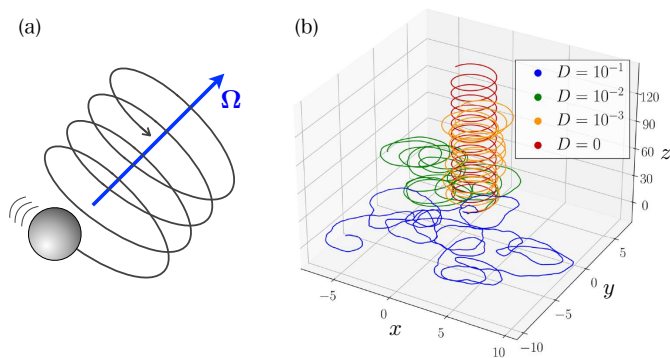 (a)
Ω
(b)
D = 10⁻¹
D = 10⁻²
D = 10⁻³
D = 0
120
90
60
30
0
z
−5
0
5
10
x
−10
−5
0
5
y